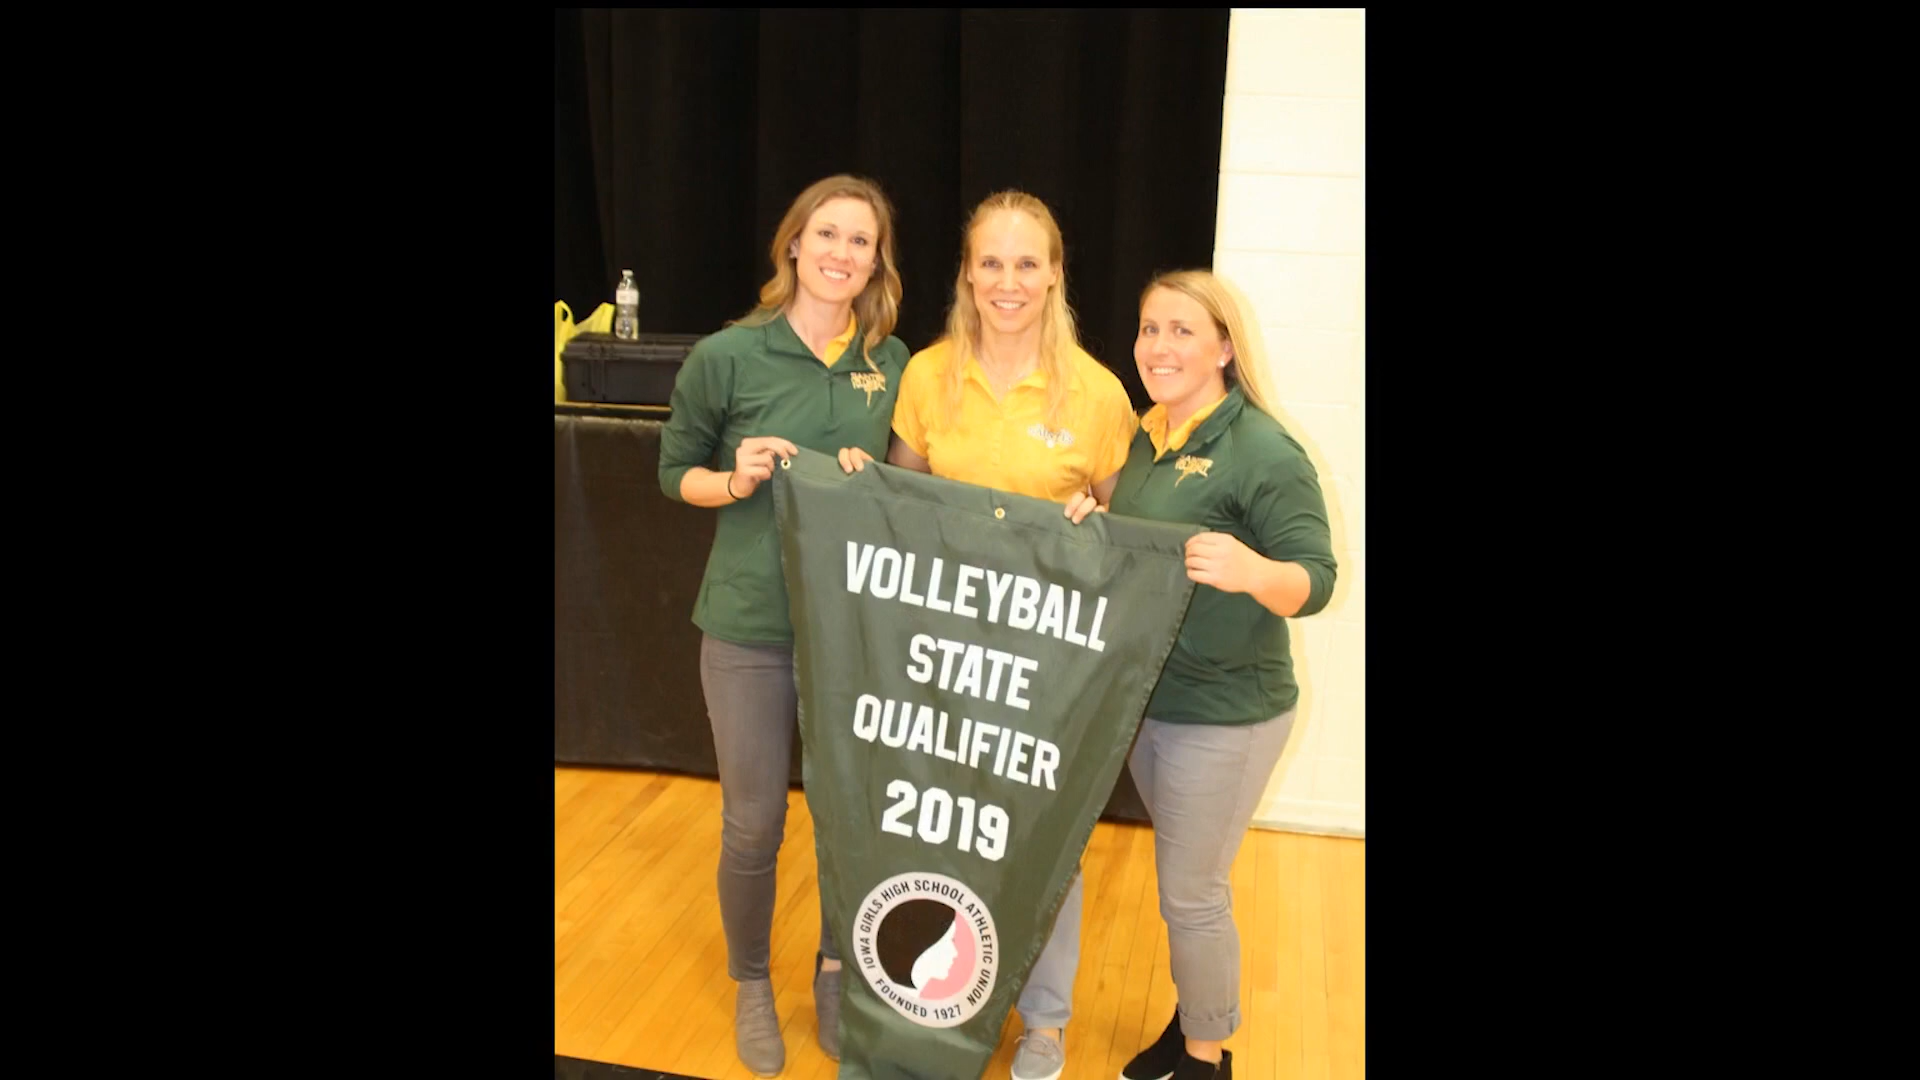 VOLLEYBALL
STATE
QUALIFIER
2019
IOWA GIRLS HIGH SCHOOL ATHLETIC UNION
FOUNDED 1927